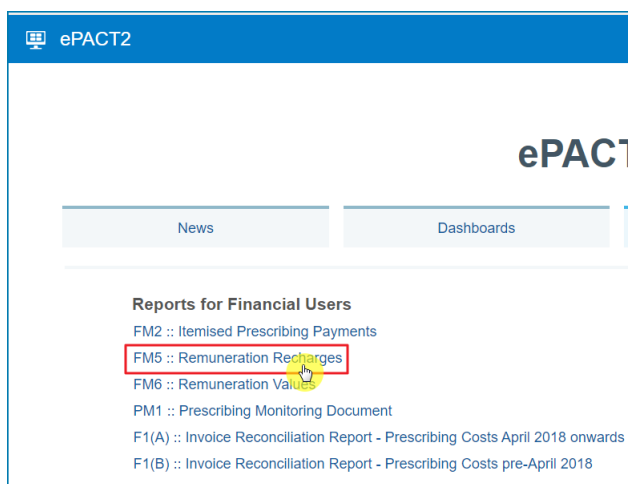 ePACT2
ePACT
News
Dashboards
Reports for Financial Users
FM2 :: Itemised Prescribing Payments
FM5 :: Remuneration Recharges
FM6 :: Remuneration Values
PM1 :: Prescribing Monitoring Document
F1(A) :: Invoice Reconciliation Report - Prescribing Costs April 2018 onwards
F1(B) :: Invoice Reconciliation Report - Prescribing Costs pre-April 2018